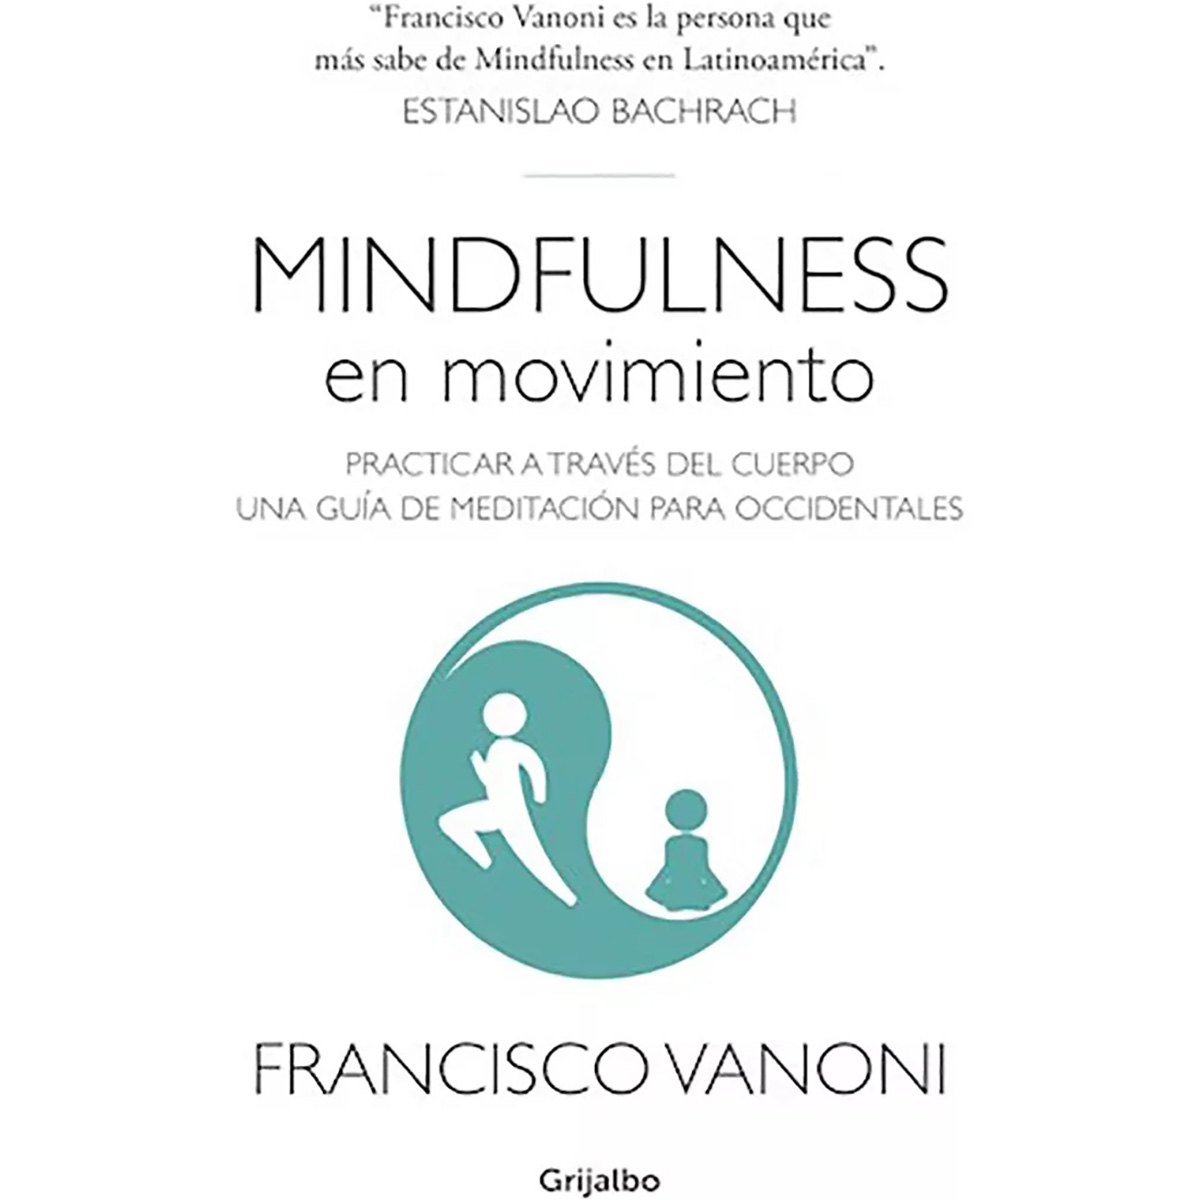 “Francisco Vanoni es la persona que
más sabe de Mindfulness en Latinoamérica”.
ESTANISLAO BACHRACH
MINDFULNESS
en movimiento
PRACTICAR A TRAVÉS DEL CUERPO
UNA GUÍA DE MEDITACIÓN PARA OCCIDENTALES
FRANCISCO VANONI
Grijalbo